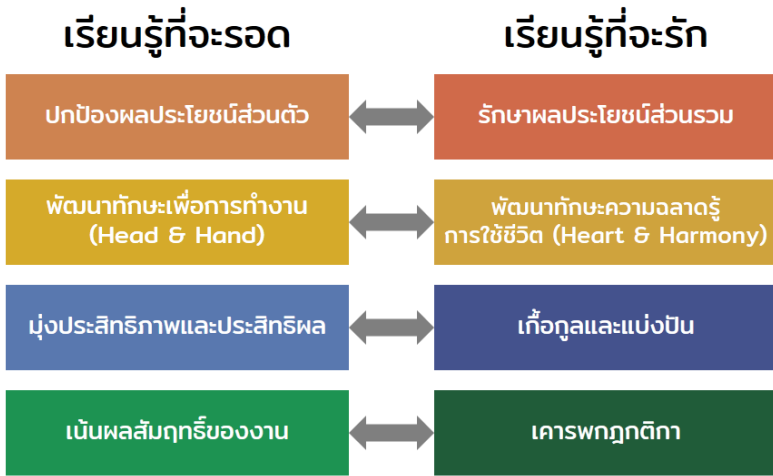 เรียนรู้ที่จะรอด
เรียนรู้ที่จะรัก
ปกป้องผลประโยชน์ส่วนตัว
รักษาผลประโยชน์ส่วนรวม
พัฒนาทักษะเพื่อการทำงาน
(Head & Hand)
พัฒนาทักษะความฉลาดรู้
การใช้ชีวิต (Heart & Harmony)
มุ่งประสิทธิภาพและประสิทธิผล
เกื้อกูลและแบ่งปัน
เน้นผลสัมฤทธิ์ของงาน
เคารพกฎกติกา